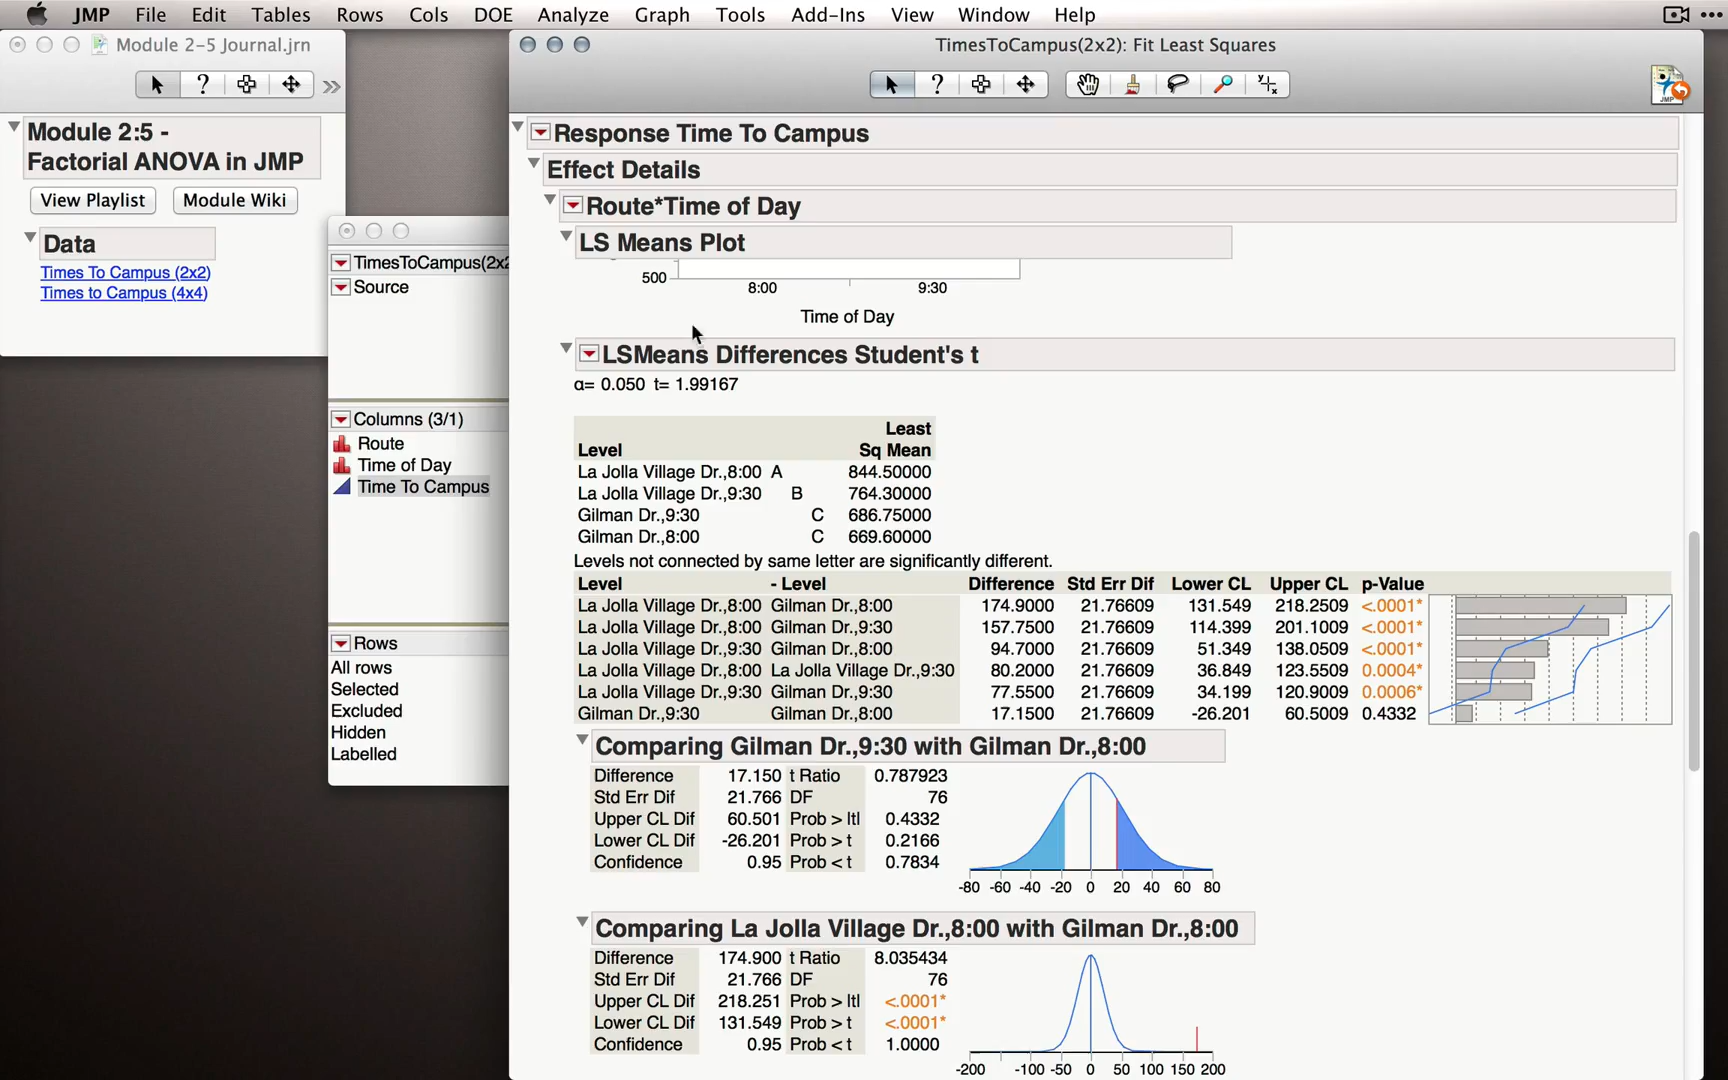 JMP File Edit Tables Rows Cols DOE Analyze Graph Tools Add-Ins View Window Help
Module 2-5 Journal.jrn
Module 2:5 -
Factorial ANOVA in JMP
View Playlist Module Wiki
Data
Times To Campus (2x2)
Times to Campus (4x4)
TimesToCampus(2x2
Source
Columns (3/1)
Route
Time of Day
Time To Campus
Rows
All rows
Selected
Excluded
Hidden
Labelled
TimesToCampus(2x2): Fit Least Squares
JMP
Response Time To Campus
Effect Details
Route*Time of Day
LS Means Plot
500
8:00 9:30
Time of Day
LSMeans Differences Student's t
α= 0.050 t= 1.99167
Least
Level Sq Mean
La Jolla Village Dr.,8:00 A 844.50000
La Jolla Village Dr.,9:30 B 764.30000
Gilman Dr.,9:30 C 686.75000
Gilman Dr.,8:00 C 669.60000
Levels not connected by same letter are significantly different.
Level - Level Difference Std Err Dif Lower CL Upper CL p-Value
La Jolla Village Dr.,8:00 Gilman Dr.,8:00 174.9000 21.76609 131.549 218.2509 <.0001*
La Jolla Village Dr.,8:00 Gilman Dr.,9:30 157.7500 21.76609 114.399 201.1009 <.0001*
La Jolla Village Dr.,9:30 Gilman Dr.,8:00 94.7000 21.76609 51.349 138.0509 <.0001*
La Jolla Village Dr.,8:00 La Jolla Village Dr.,9:30 80.2000 21.76609 36.849 123.5509 0.0004*
La Jolla Village Dr.,9:30 Gilman Dr.,9:30 77.5500 21.76609 34.199 120.9009 0.0006*
Gilman Dr.,9:30 Gilman Dr.,8:00 17.1500 21.76609 -26.201 60.5009 0.4332
Comparing Gilman Dr.,9:30 with Gilman Dr.,8:00
Difference 17.150 t Ratio 0.787923
Std Err Dif 21.766 DF 76
Upper CL Dif 60.501 Prob > |t| 0.4332
Lower CL Dif -26.201 Prob > t 0.2166
Confidence 0.95 Prob < t 0.7834
-80 -60 -40 -20 0 20 40 60 80
Comparing La Jolla Village Dr.,8:00 with Gilman Dr.,8:00
Difference 174.900 t Ratio 8.035434
Std Err Dif 21.766 DF 76
Upper CL Dif 218.251 Prob > |t| <.0001*
Lower CL Dif 131.549 Prob > t <.0001*
Confidence 0.95 Prob < t 1.0000
-200 -100 -50 0 50 100 150 200